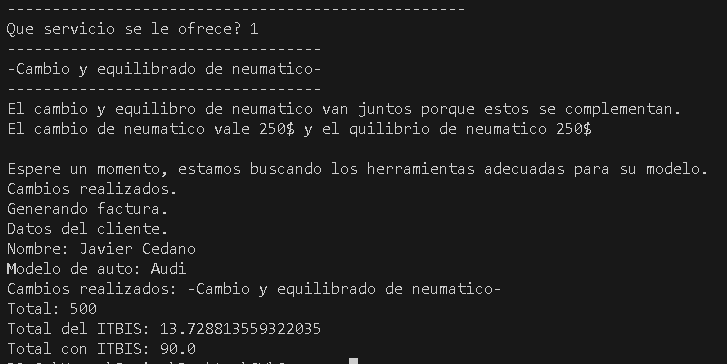 --------------------------------------------------
Que servicio se le ofrece? 1
----------------------------------
-Cambio y equilibrado de neumatico-
----------------------------------
El cambio y equilibro de neumatico van juntos porque estos se complementan.
El cambio de neumatico vale 250$ y el quilibrio de neumatico 250$
Espere un momento, estamos buscando los herramientas adecuadas para su modelo.
Cambios realizados.
Generando factura.
Datos del cliente.
Nombre: Javier Cedano
Modelo de auto: Audi
Cambios realizados: -Cambio y equilibrado de neumatico-
Total: 500
Total del ITBIS: 13.728813559322035
Total con ITBIS: 90.0